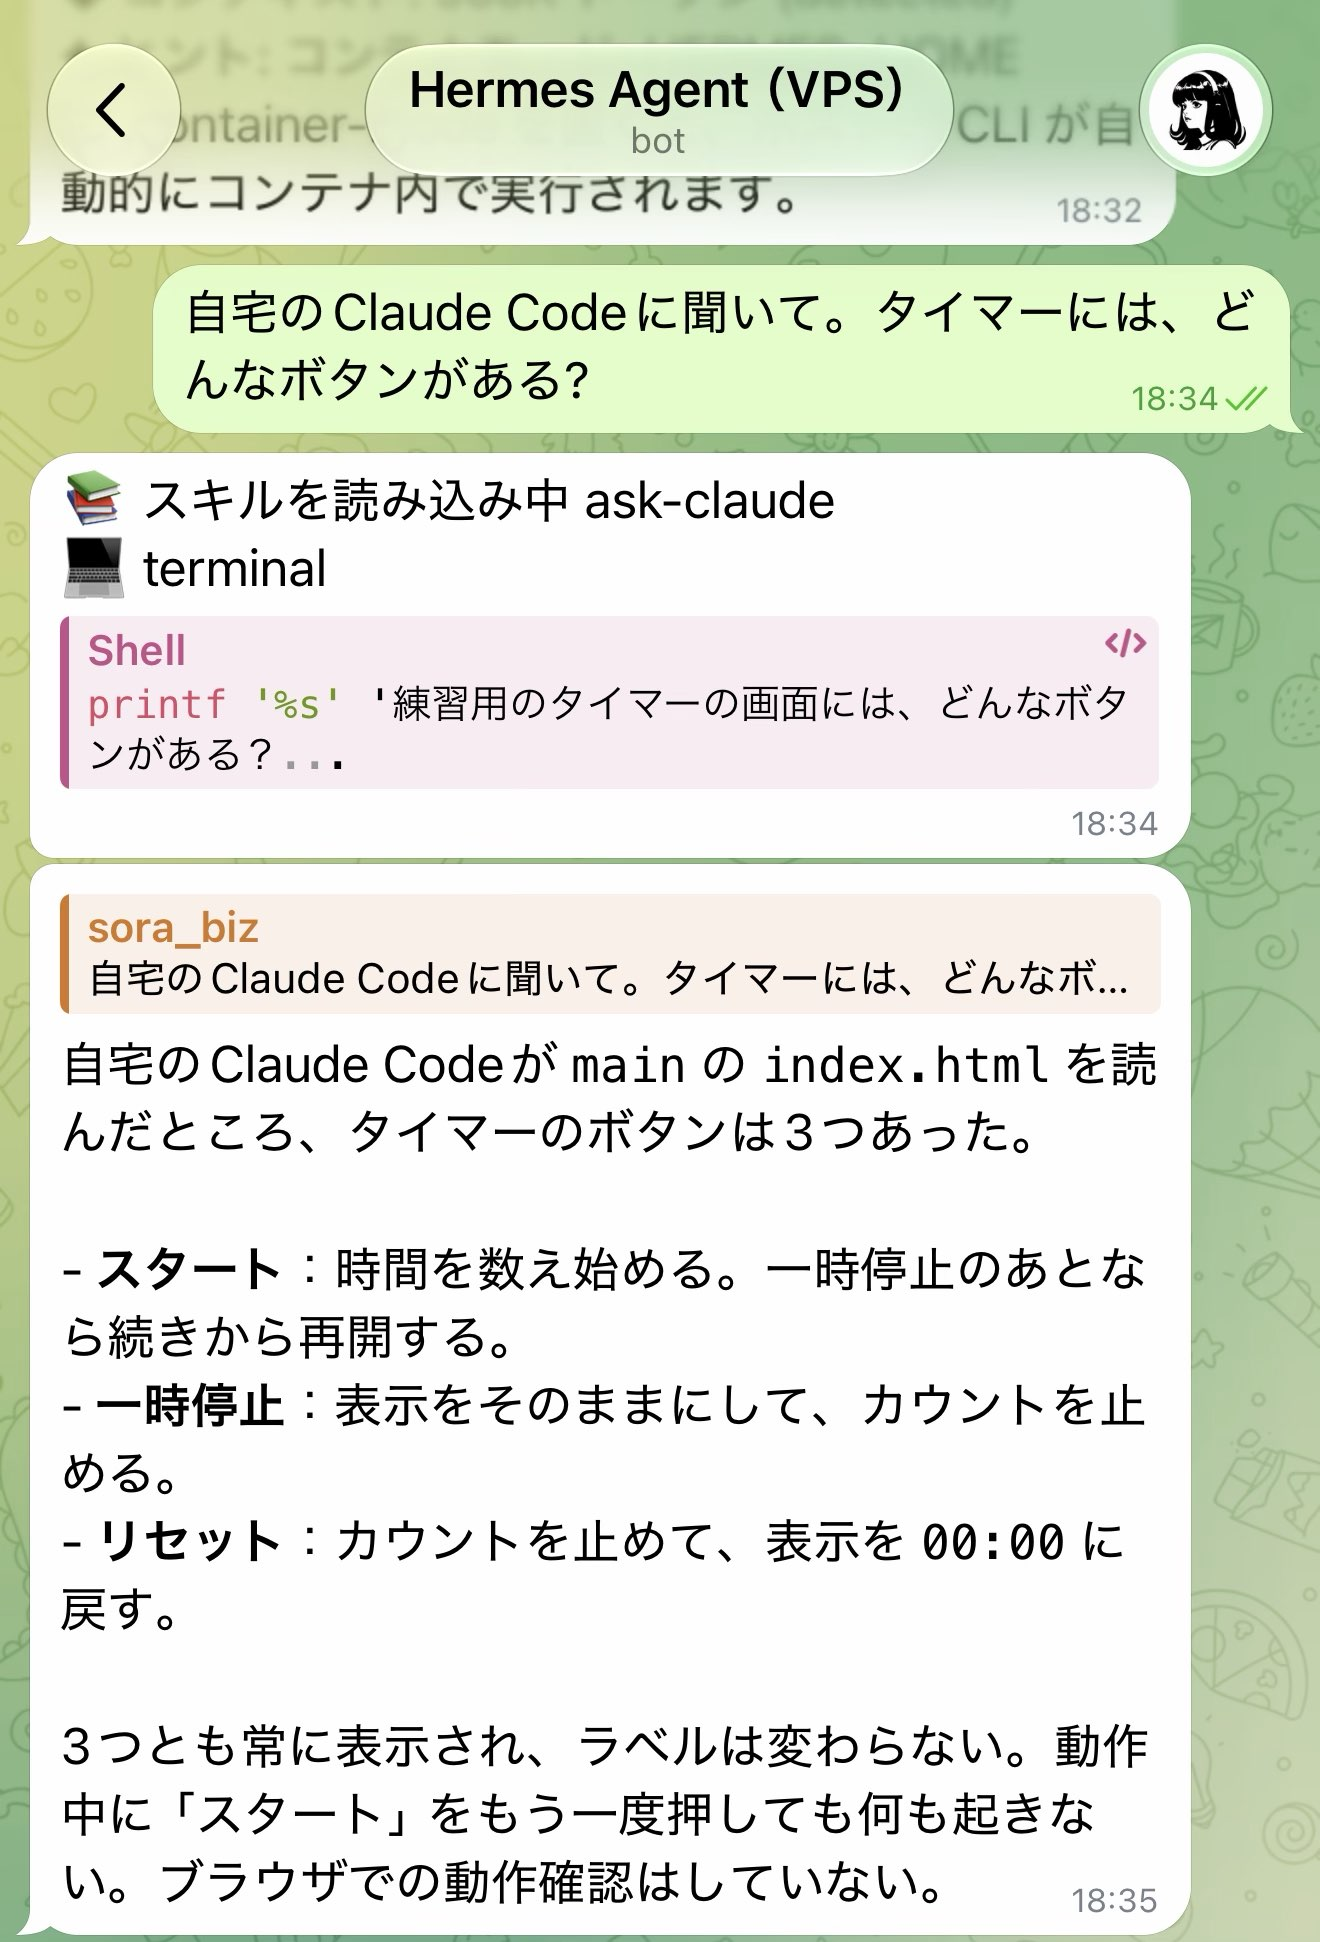 Hermes Agent (VPS)
bot
CLI が自
動的にコンテナ内で実行されます。
18:32
自宅のClaude Codeに聞いて。タイマーには、ど
んなボタンがある?
18:34
スキルを読み込み中 ask-claude
terminal
Shell
printf '%s' '練習用のタイマーの画面には、どんなボタ
ンがある？...
18:34
sora_biz
自宅のClaude Codeに聞いて。タイマーには、どんなボ...
自宅のClaude Codeが main の index.html を読
んだところ、タイマーのボタンは3つあった。
- スタート：時間を数え始める。一時停止のあとな
ら続きから再開する。
- 一時停止：表示をそのままにして、カウントを止
める。
- リセット：カウントを止めて、表示を 00:00 に
戻す。
3つとも常に表示され、ラベルは変わらない。動作
中に「スタート」をもう一度押しても何も起きな
い。ブラウザでの動作確認はしていない。
18:35